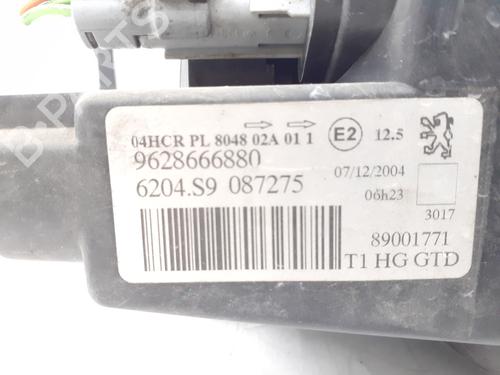 04HCR PL 8048 02A 01 1 E2 12.5
9628666880
07/12/2004
6204.S9 087275
06h23
3017
89001771
T1 HG GTD
B-PARTS